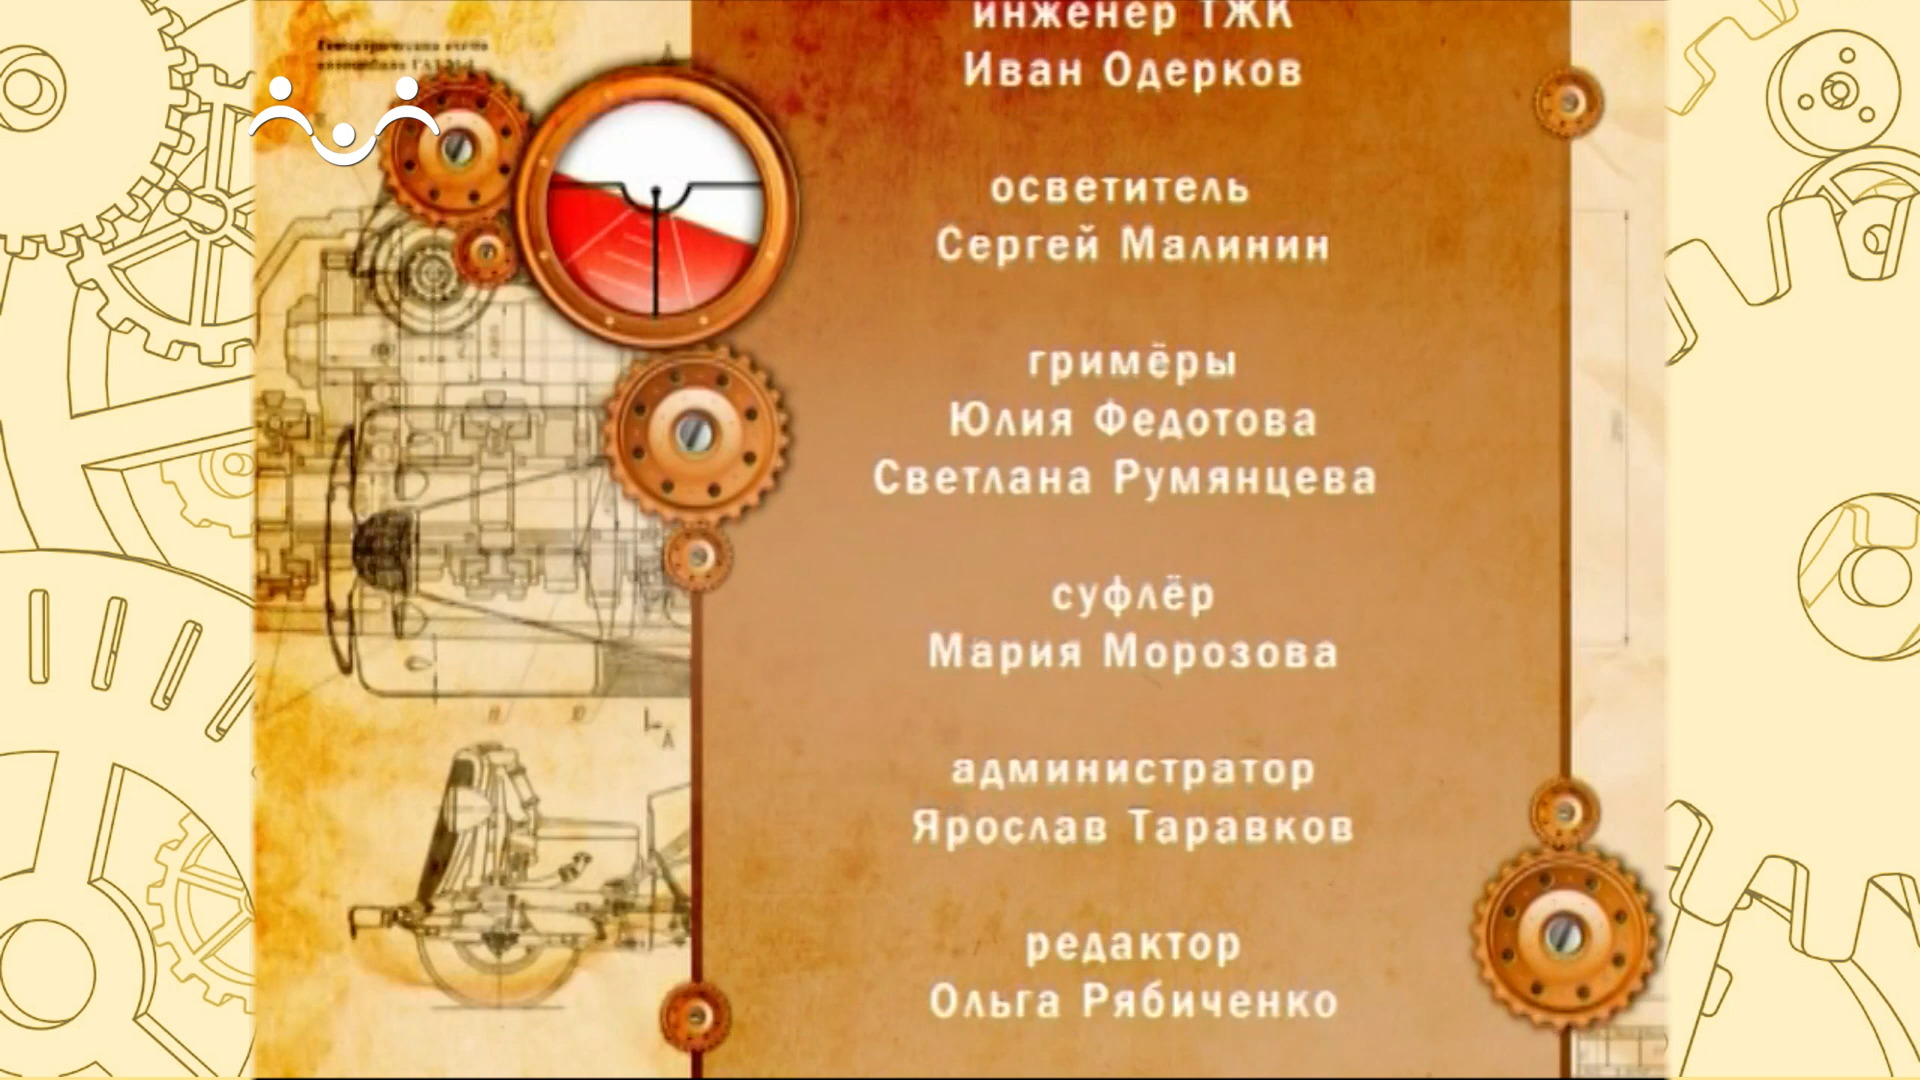 инженер ТЖК
Иван Одерков
осветитель
Сергей Малинин
гримёры
Юлия Федотова
Светлана Румянцева
суфлёр
Мария Морозова
администратор
Ярослав Таравков
редактор
Ольга Рябиченко